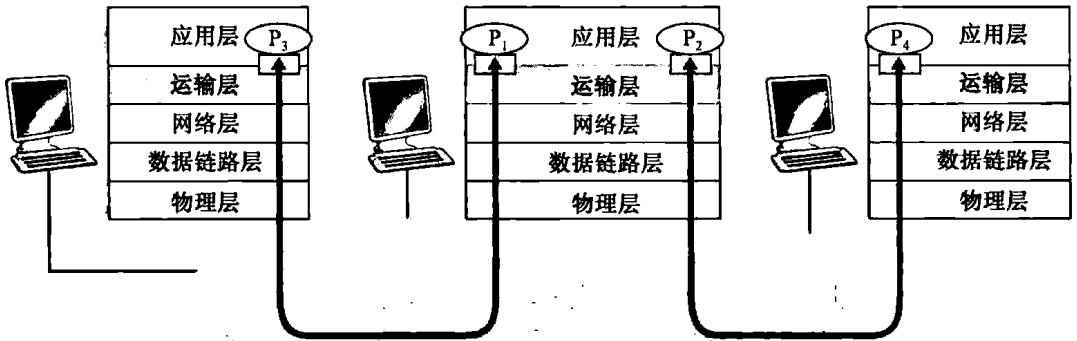 应用层 P3
运输层
网络层
数据链路层
物理层
P1 应用层 P2
运输层
网络层
数据链路层
物理层
P4 应用层
运输层
网络层
数据链路层
物理层